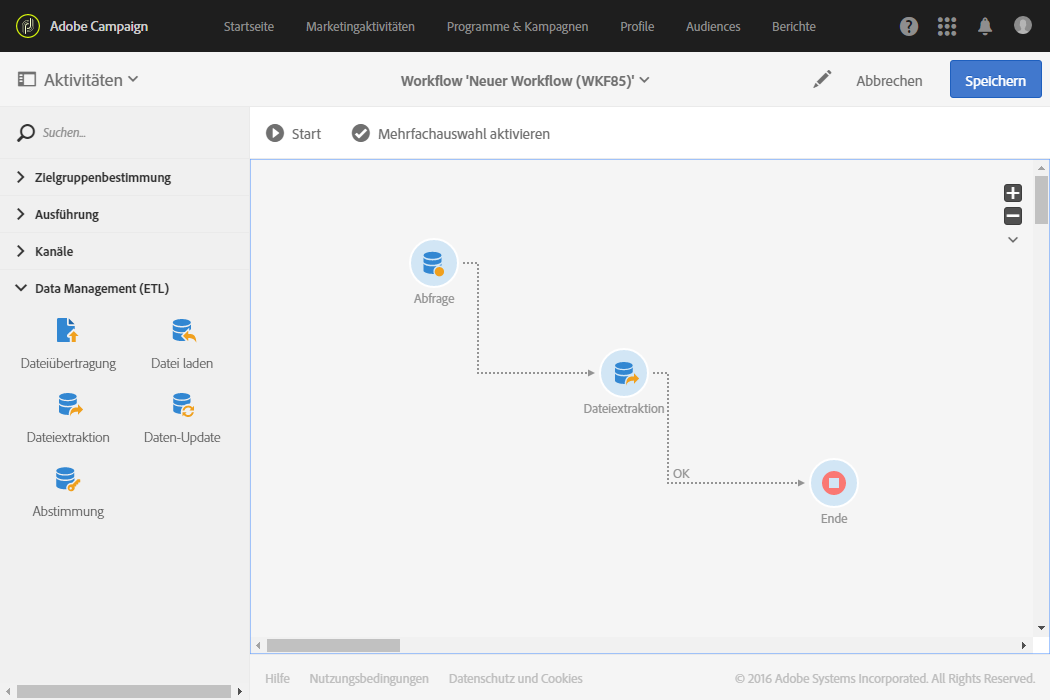 Adobe Campaign
Startseite
Marketingaktivitäten
Programme & Kampagnen
Profile
Audiences
Berichte
?
Aktivitäten
Workflow 'Neuer Workflow (WKF85)'
Abbrechen
Speichern
Suchen...
Start
Mehrfachauswahl aktivieren
Zielgruppenbestimmung
Ausführung
Kanäle
Data Management (ETL)
Dateiübertragung
Datei laden
Dateiextraktion
Daten-Update
Abstimmung
Abfrage
Dateiextraktion
OK
Ende
Hilfe
Nutzungsbedingungen
Datenschutz und Cookies
© 2016 Adobe Systems Incorporated. All Rights Reserved.